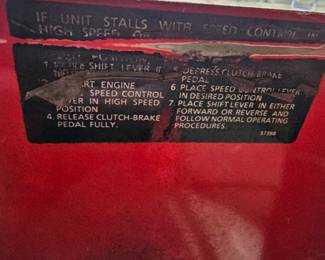 IF UNIT STALLS WITH SPEED CONTROL IN
HIGH SPEED
SHIFT LEVER
ENGINE
SPEED CONTROL
IN HIGH SPEED
POSITION
4. RELEASE CLUTCH-BRAKE
PEDAL FULLY.
DEPRESS CLUTCH-BRAKE
PEDAL
6. PLACE SPEED CONTROL LEVER
IN DESIRED POSITION
7. PLACE SHIFT LEVER IN EITHER
FORWARD OR REVERSE AND
FOLLOW NORMAL OPERATING
PROCEDURES.